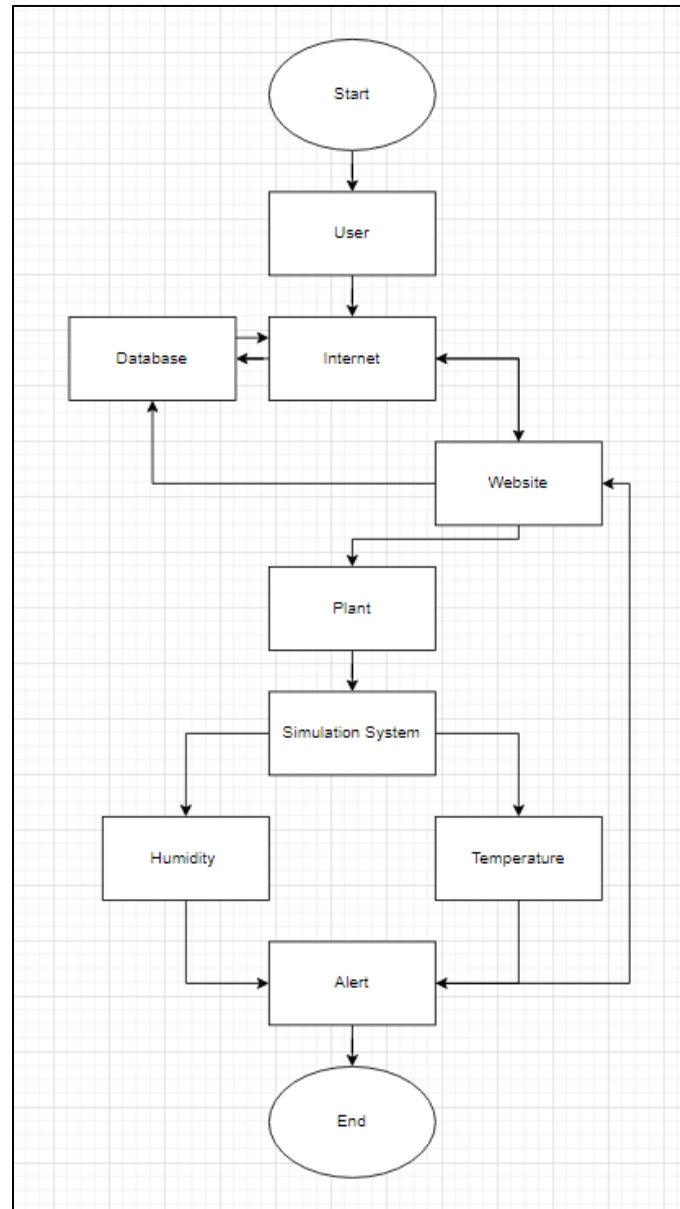 Start
User
Database
Internet
Website
Plant
Simulation System
Humidity
Temperature
Alert
End